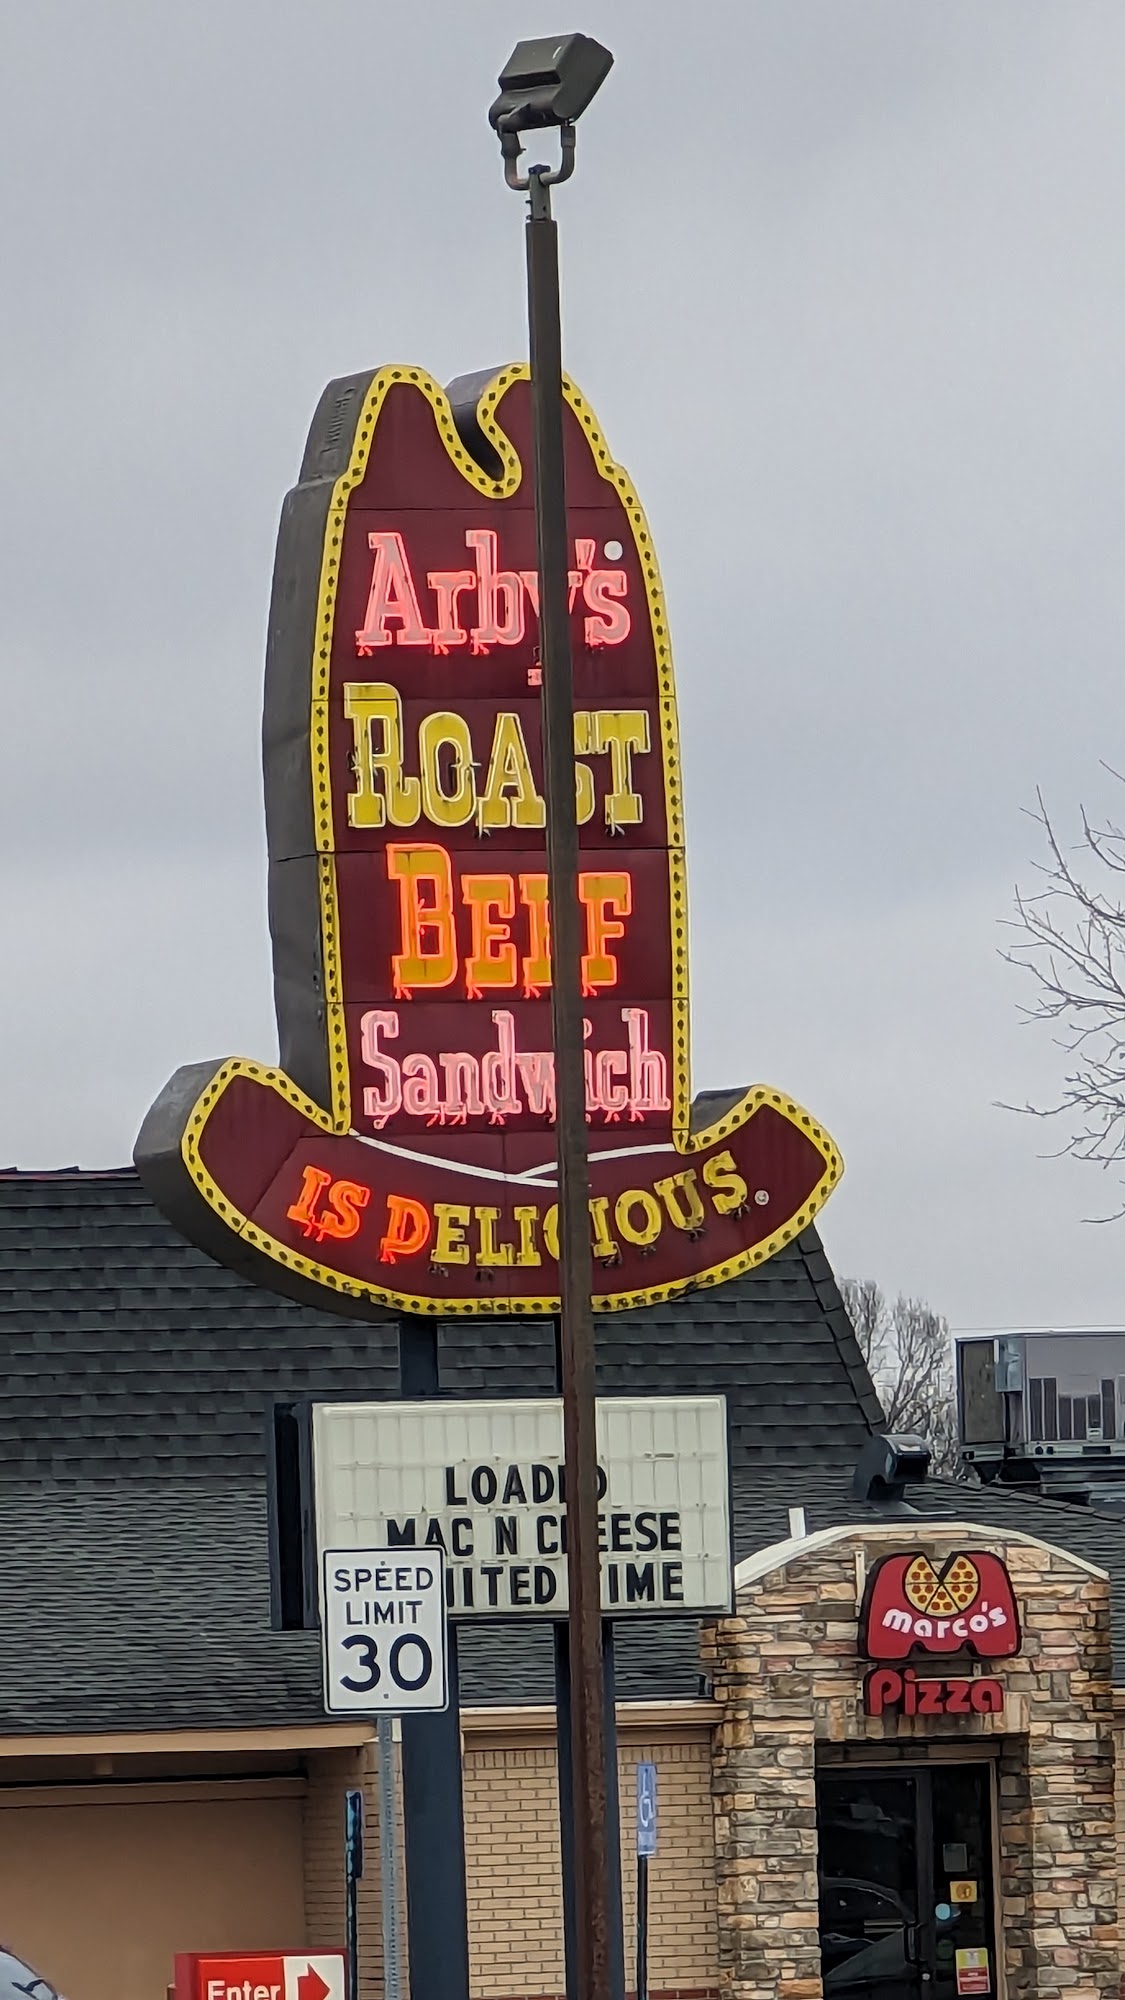 Arby's
ROAST
BEEF
Sandwich
IS DELICIOUS.®
LOADED
MAC N CHEESE
LIMITED TIME
SPEED
LIMIT
30
marco's
Pizza
Enter